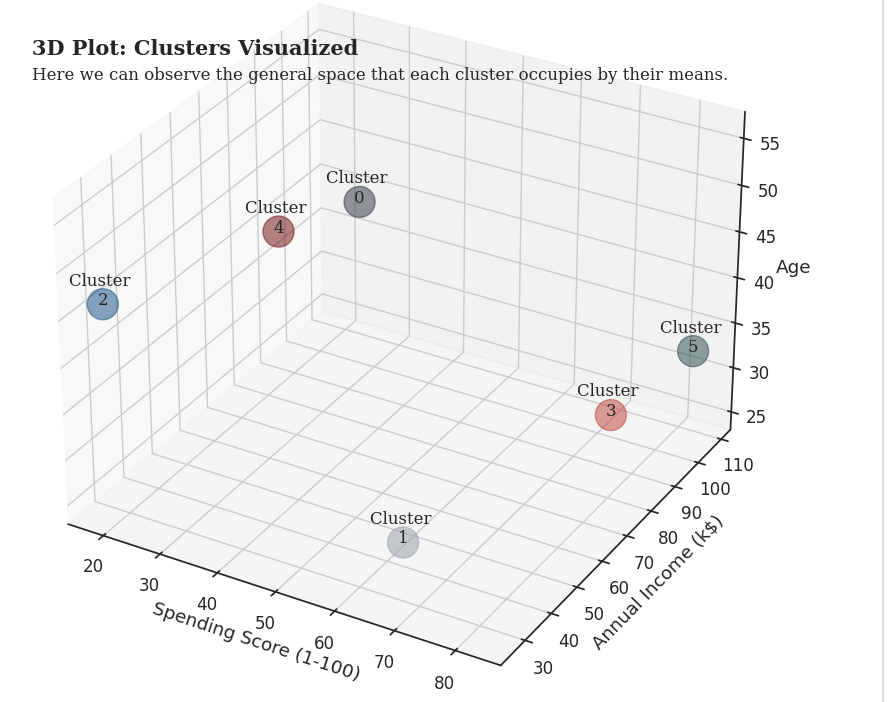 3D Plot: Clusters Visualized
Here we can observe the general space that each cluster occupies by their means.
Cluster
0
Cluster
4
Cluster
2
Cluster
5
Cluster
3
Cluster
1
55
50
45
40
35
30
25
Age
110
100
90
80
70
60
50
40
30
Annual Income (k$)
20
30
40
50
60
70
80
Spending Score (1-100)